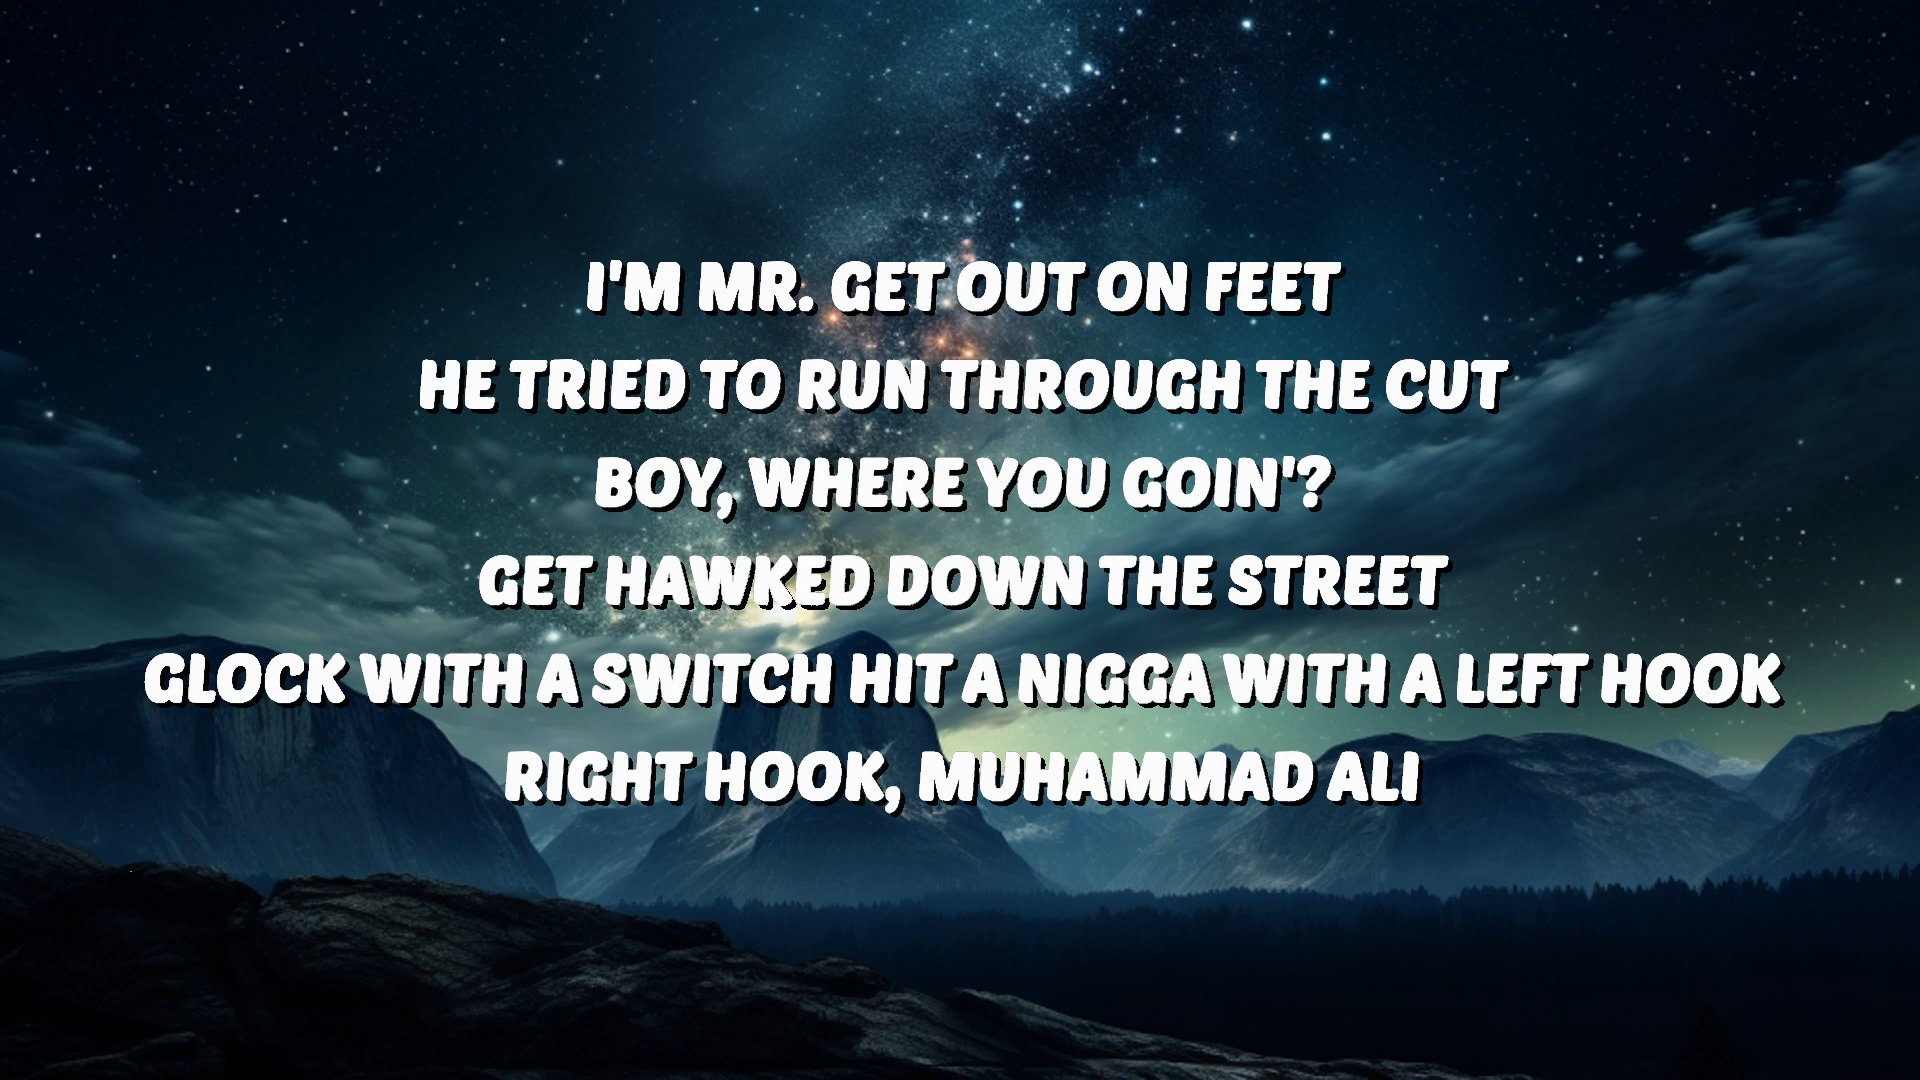 I'M MR. GET OUT ON FEET
HE TRIED TO RUN THROUGH THE CUT
BOY, WHERE YOU GOIN'?
GET HAWKED DOWN THE STREET
GLOCK WITH A SWITCH HIT A NIGGA WITH A LEFT HOOK
RIGHT HOOK, MUHAMMAD ALI